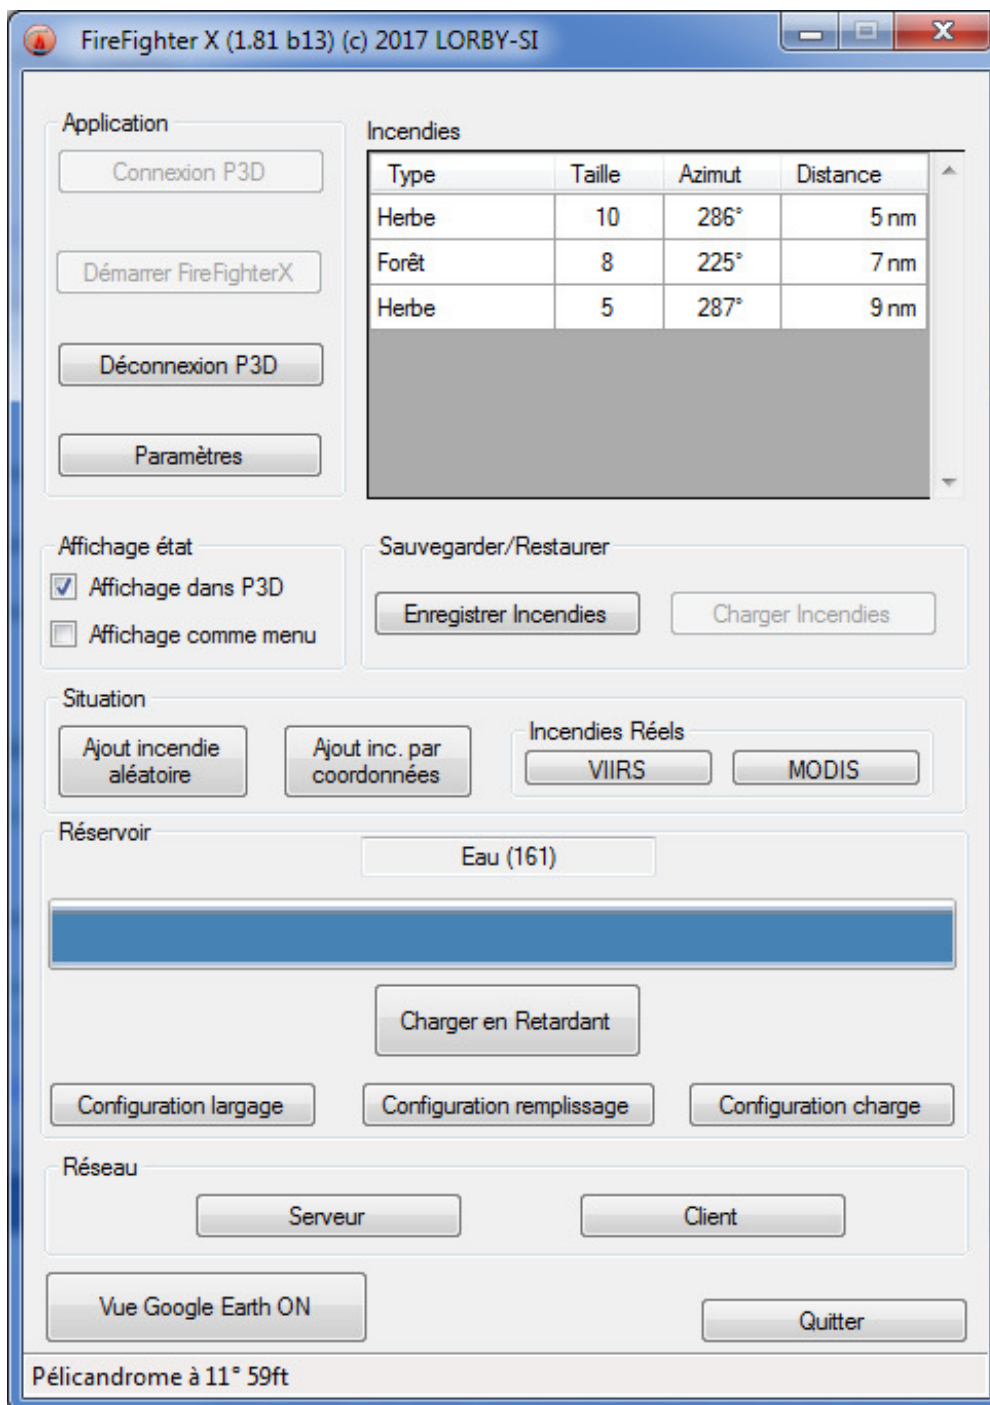 FireFighter X (1.81 b13) (c) 2017 LORBY-SI
Application
Connexion P3D
Démarrer FireFighterX
Déconnexion P3D
Paramètres
Incendies
Type Taille Azimut Distance
Herbe 10 286° 5 nm
Forêt 8 225° 7 nm
Herbe 5 287° 9 nm
Affichage état
Affichage dans P3D
Affichage comme menu
Sauvegarder/Restaurer
Enregistrer Incendies Charger Incendies
Situation
Ajout incendie
aléatoire
Ajout inc. par
coordonnées
Incendies Réels
VIIRS MODIS
Réservoir
Eau (161)
Charger en Retardant
Configuration largage Configuration remplissage Configuration charge
Réseau
Serveur Client
Vue Google Earth ON
Quitter
Pélicandrome à 11° 59ft